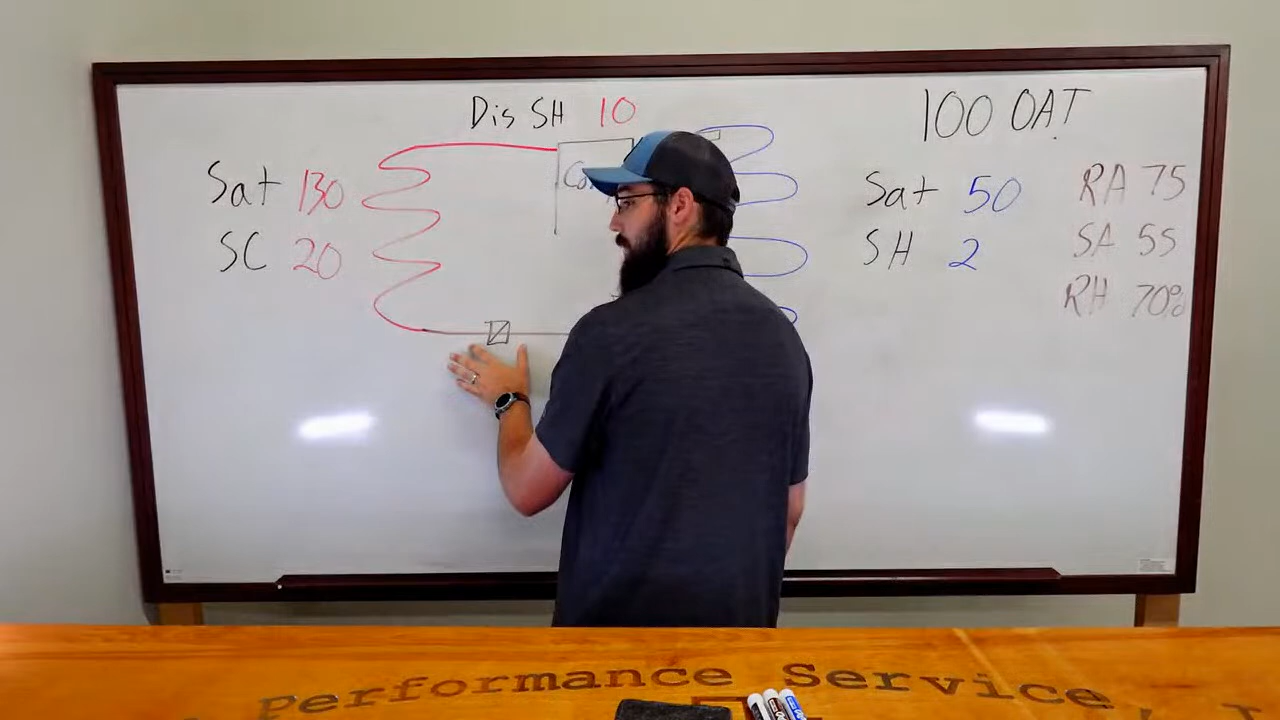 Dis SH 10
100 OAT
Sat 130
SC 20
Sat 50
SH 2
RA 75
SA 55
RH 70%
Performance Service,